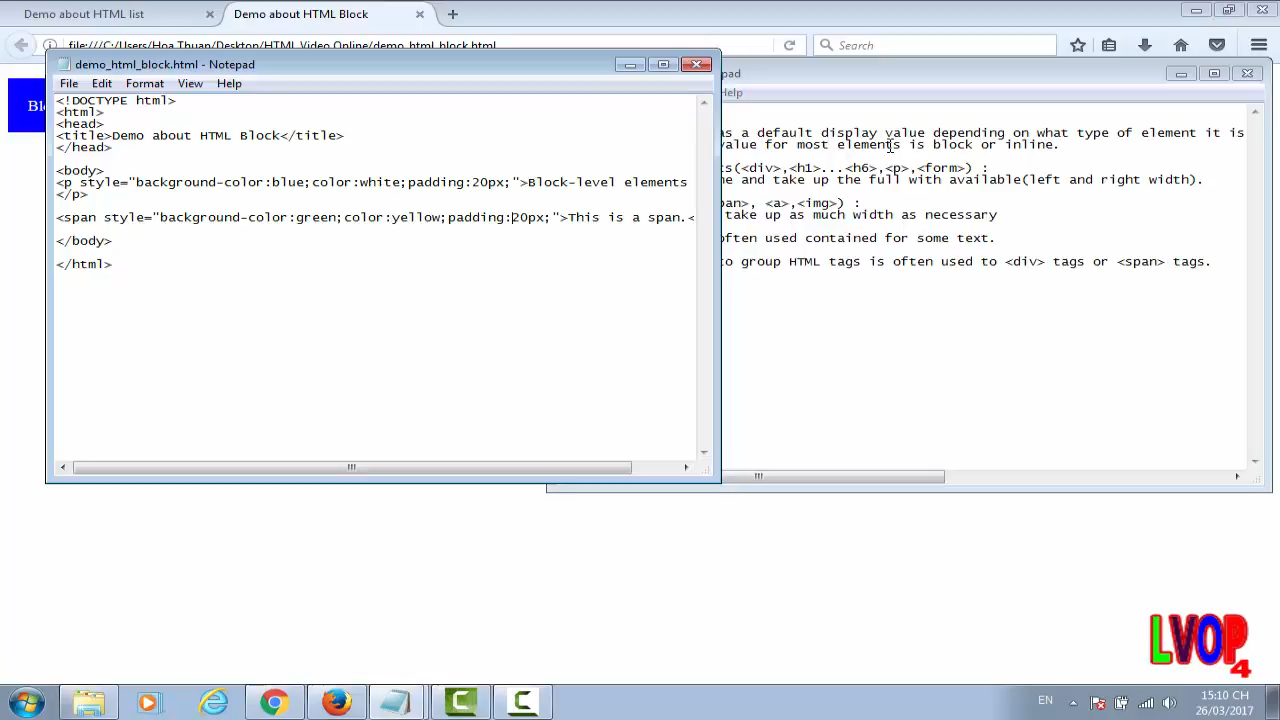 Demo about HTML list
Demo about HTML Block
file:///C:/Users/Hoa Thuan/Desktop/HTML Video Online/demo_html_block.html
Search
demo_html_block.html - Notepad
File Edit Format View Help
<!DOCTYPE html>
<html>
<head>
<title>Demo about HTML Block</title>
</head>
<body>
<p style="background-color:blue;color:white;padding:20px;">Block-level elements
</p>
<span style="background-color:green;color:yellow;padding:20px;">This is a span.<
</body>
</html>
Blo
pad
Help
as a default display value depending on what type of element it is
value for most elements is block or inline.
ts(<div>,<h1>...<h6>,<p>,<form>) :
ne and take up the full with available(left and right width).
pan>, <a>,<img>) :
take up as much width as necessary
often used contained for some text.
to group HTML tags is often used to <div> tags or <span> tags.
LVOP
4
EN
15:10 CH
26/03/2017